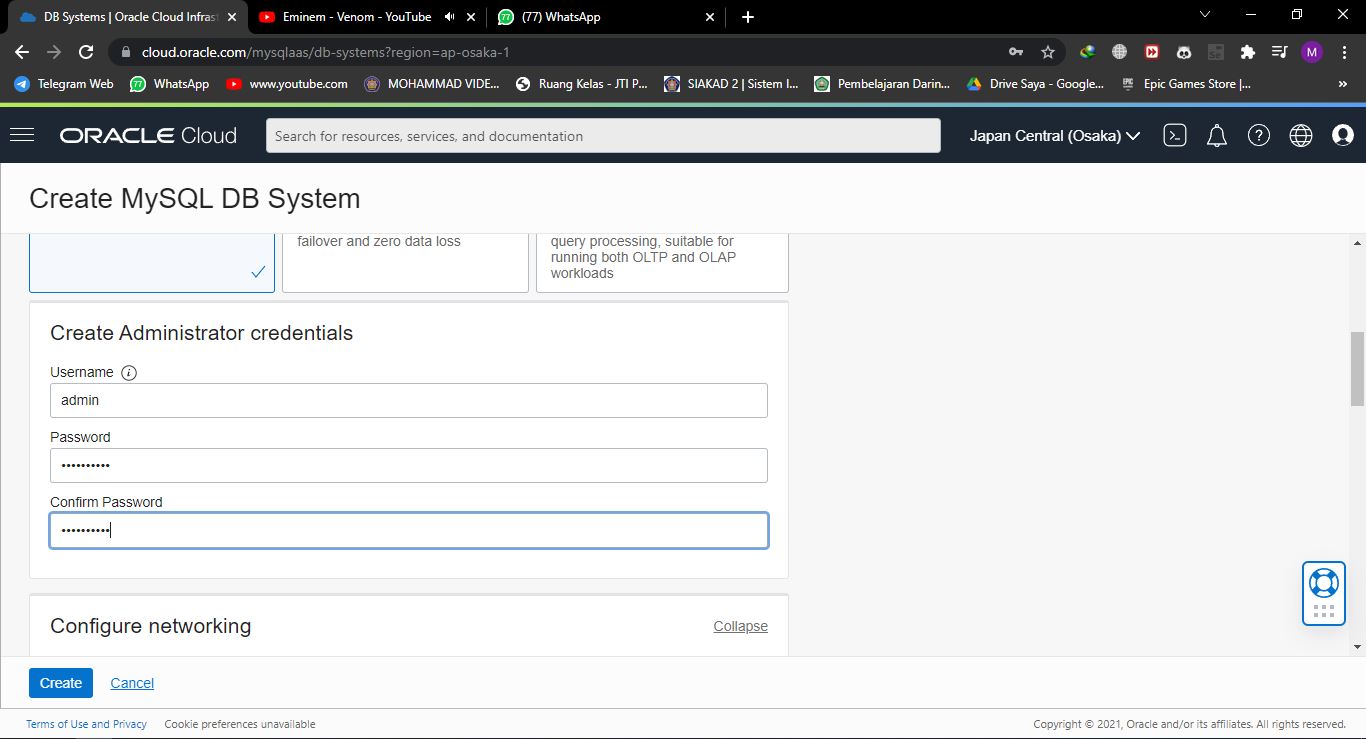 DB Systems | Oracle Cloud Infrast
Eminem - Venom - YouTube
(77) WhatsApp
cloud.oracle.com/mysqlaas/db-systems?region=ap-osaka-1
M
Telegram Web
WhatsApp
www.youtube.com
MOHAMMAD VIDE...
Ruang Kelas - JTI P...
SIAKAD 2 | Sistem I...
Pembelajaran Darin...
Drive Saya - Google...
Epic Games Store |...
»
ORACLE Cloud
Search for resources, services, and documentation
Japan Central (Osaka)
Create MySQL DB System
failover and zero data loss
query processing, suitable for
running both OLTP and OLAP
workloads
Create Administrator credentials
Username
admin
Password
••••••••••
Confirm Password
••••••••••
Configure networking
Collapse
Create
Cancel
Terms of Use and Privacy
Cookie preferences unavailable
Copyright © 2021, Oracle and/or its affiliates. All rights reserved.